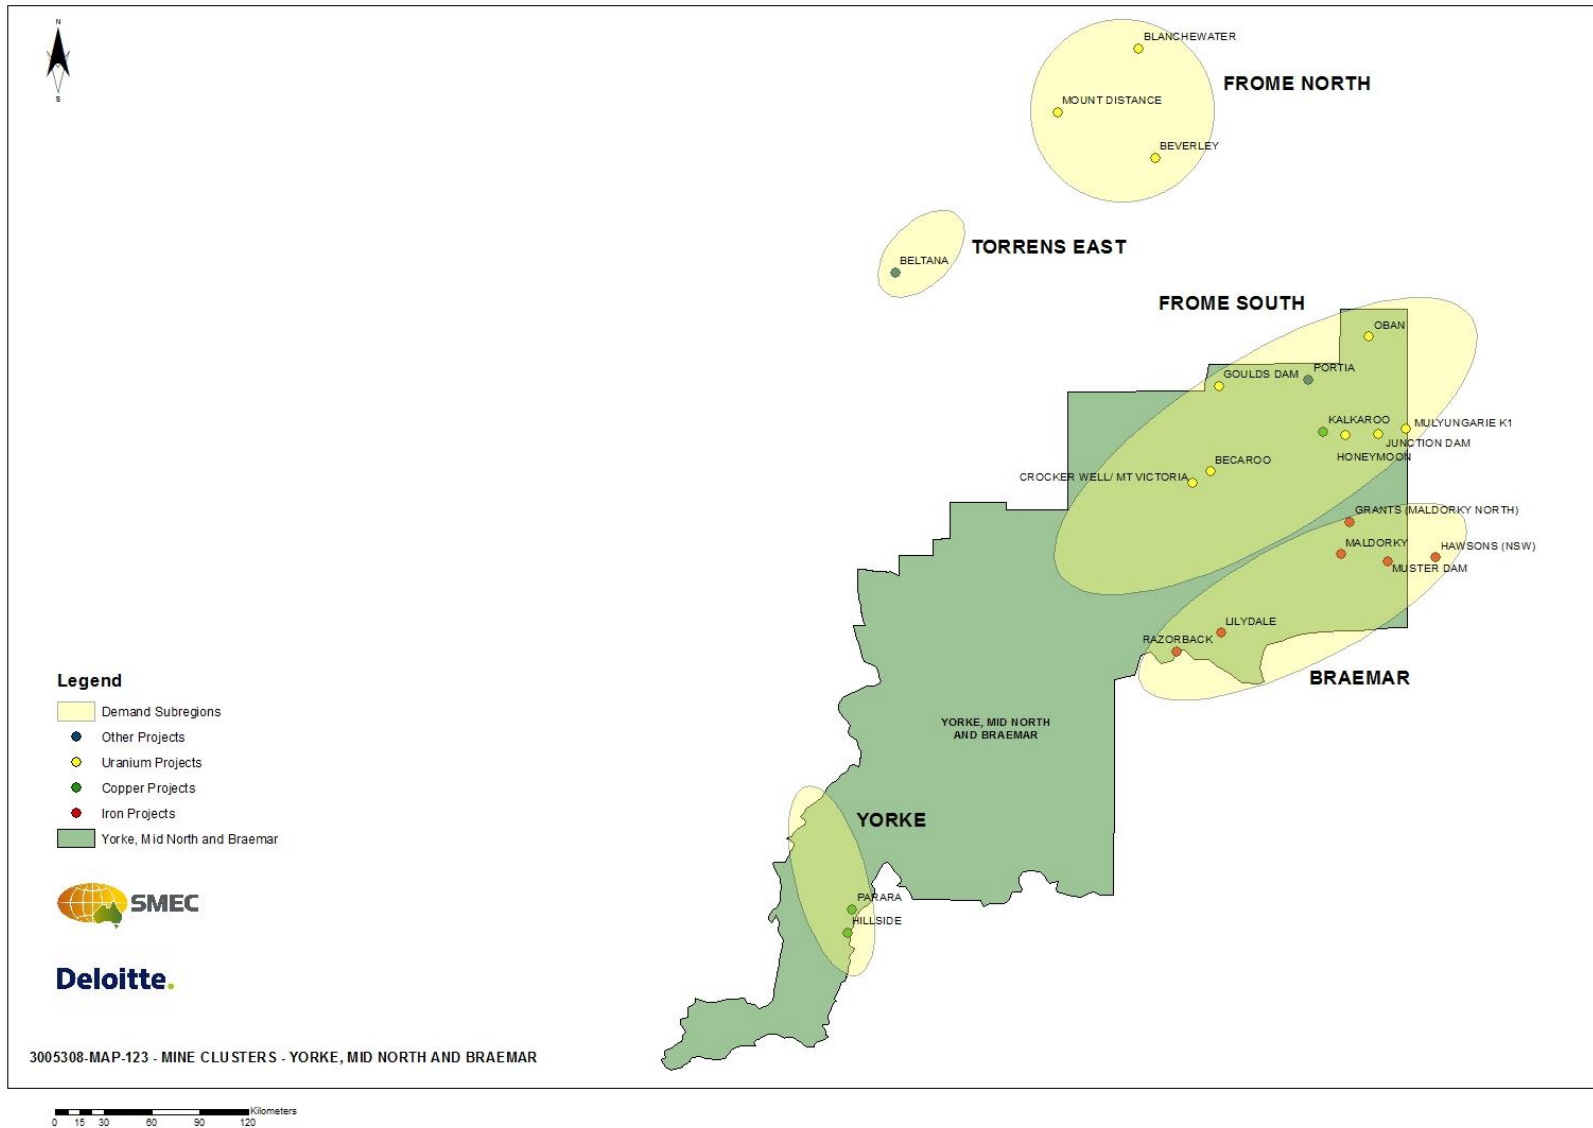 N
S
BLANCHEWATER
FROME NORTH
MOUNT DISTANCE
BEVERLEY
TORRENS EAST
BELTANA
FROME SOUTH
OBAN
PORTIA
GOULDS DAM
KALKAROO
MULYUNGARIE K1
JUNCTION DAM
HONEYMOON
BECAROO
CROCKER WELL/ MT VICTORIA
GRANTS (MALDORKY NORTH)
MALDORKY
HAWSONS (NSW)
MUSTER DAM
LILYDALE
RAZORBACK
BRAEMAR
YORKE, MID NORTH
AND BRAEMAR
YORKE
PARARA
HILLSIDE
Legend
Demand Subregions
Other Projects
Uranium Projects
Copper Projects
Iron Projects
Yorke, Mid North and Braemar
SMEC
Deloitte.
3005308-MAP-123 - MINE CLUSTERS - YORKE, MID NORTH AND BRAEMAR
Kilometers
0 15 30 60 90 120